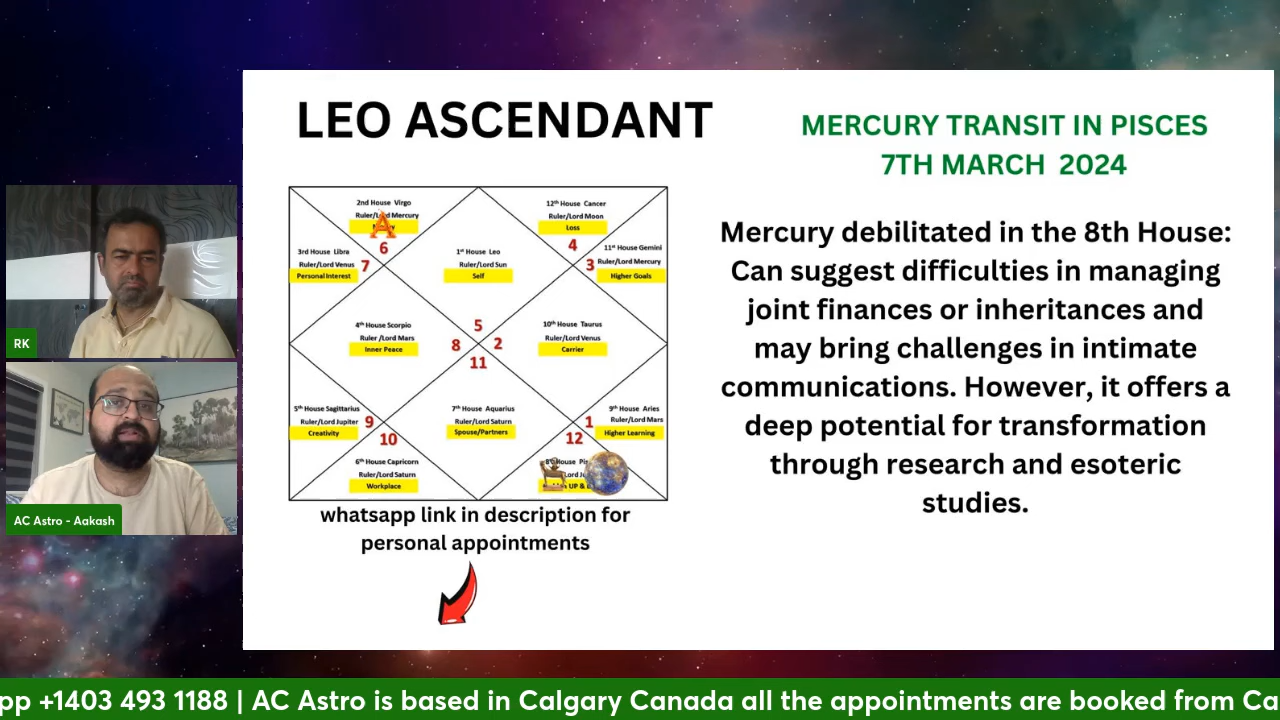 LEO ASCENDANT
MERCURY TRANSIT IN PISCES
7TH MARCH 2024
Mercury debilitated in the 8th House:
Can suggest difficulties in managing
joint finances or inheritances and
may bring challenges in intimate
communications. However, it offers a
deep potential for transformation
through research and esoteric
studies.
2nd House Virgo
Ruler/Lord Mercury
A
6
12th House Cancer
Ruler/Lord Moon
Loss
4
3rd House Libra
Ruler/Lord Venus
Personal Interest
7
1st House Leo
Ruler/Lord Sun
Self
11th House Gemini
Ruler/Lord Mercury
Higher Goals
3
4th House Scorpio
Ruler /Lord Mars
Inner Peace
5
8
2
11
10th House Taurus
Ruler/Lord Venus
Carrier
5th House Sagittarius
Ruler/Lord Jupiter
Creativity
9
10
7th House Aquarius
Ruler/Lord Saturn
Spouse/Partners
1
12
9th House Aries
Ruler/Lord Mars
Higher Learning
6th House Capricorn
Ruler/Lord Saturn
Workplace
House
UP &
whatsapp link in description for
personal appointments
RK
AC Astro - Aakash
pp +1403 493 1188 | AC Astro is based in Calgary Canada all the appointments are booked from Ca